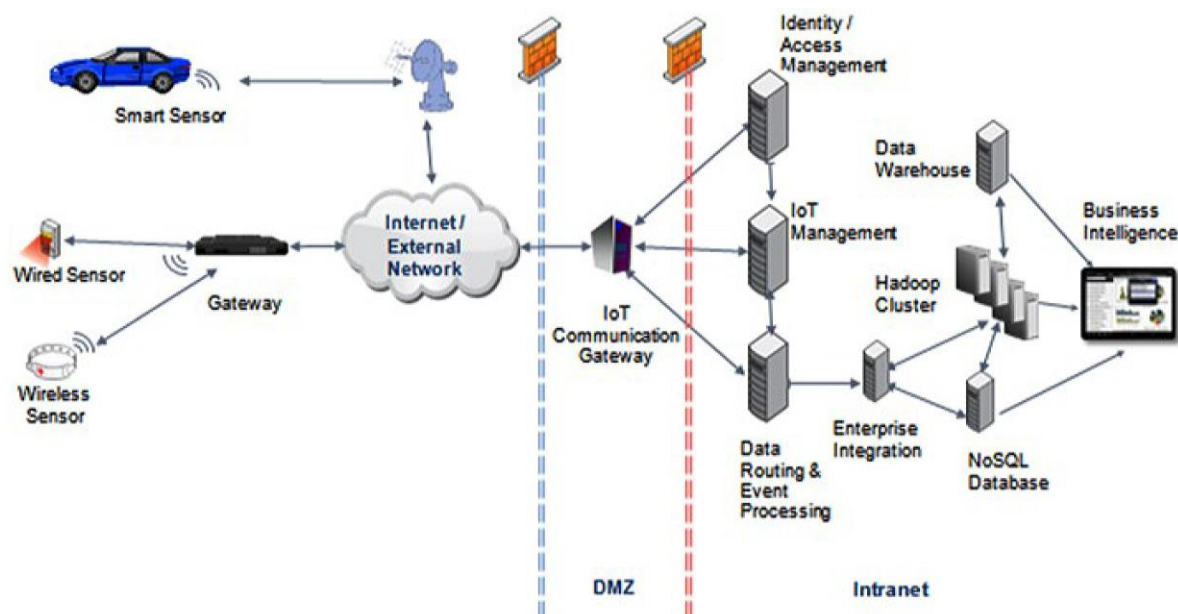 Identity /
Access
Management
Smart Sensor
Data
Warehouse
Internet /
External
Network
IoT
Management
Business
Intelligence
Wired Sensor
Gateway
Hadoop
Cluster
IoT
Communication
Gateway
Wireless
Sensor
Enterprise
Integration
Data
Routing &
Event
Processing
NoSQL
Database
DMZ
Intranet